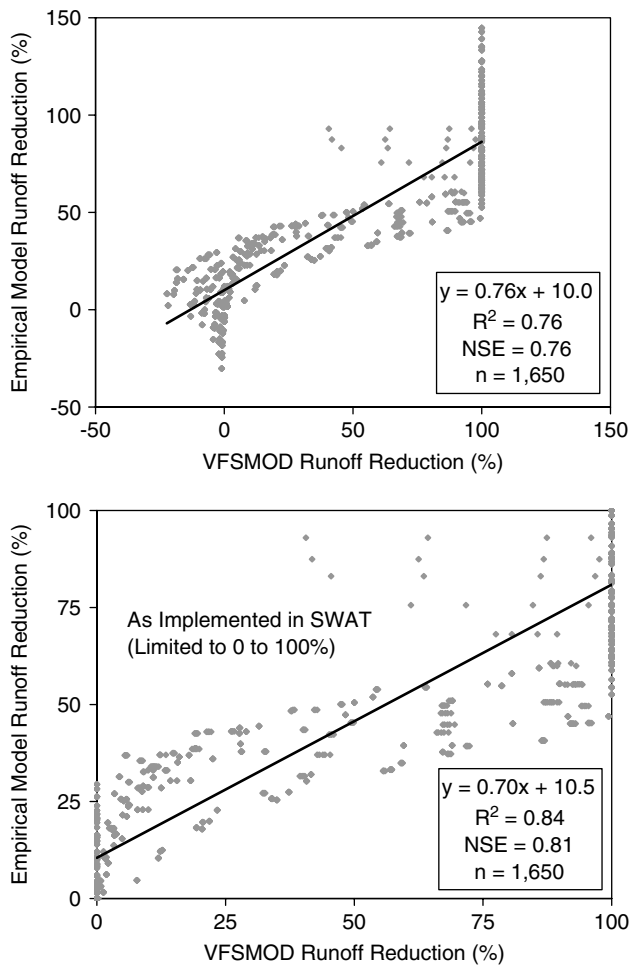 Empirical Model Runoff Reduction (%)
150
100
50
0
-50
-50
0
50
100
150
VFSMOD Runoff Reduction (%)
y = 0.76x + 10.0
R² = 0.76
NSE = 0.76
n = 1,650
Empirical Model Runoff Reduction (%)
100
75
50
25
0
0
25
50
75
100
VFSMOD Runoff Reduction (%)
As Implemented in SWAT
(Limited to 0 to 100%)
y = 0.70x + 10.5
R² = 0.84
NSE = 0.81
n = 1,650